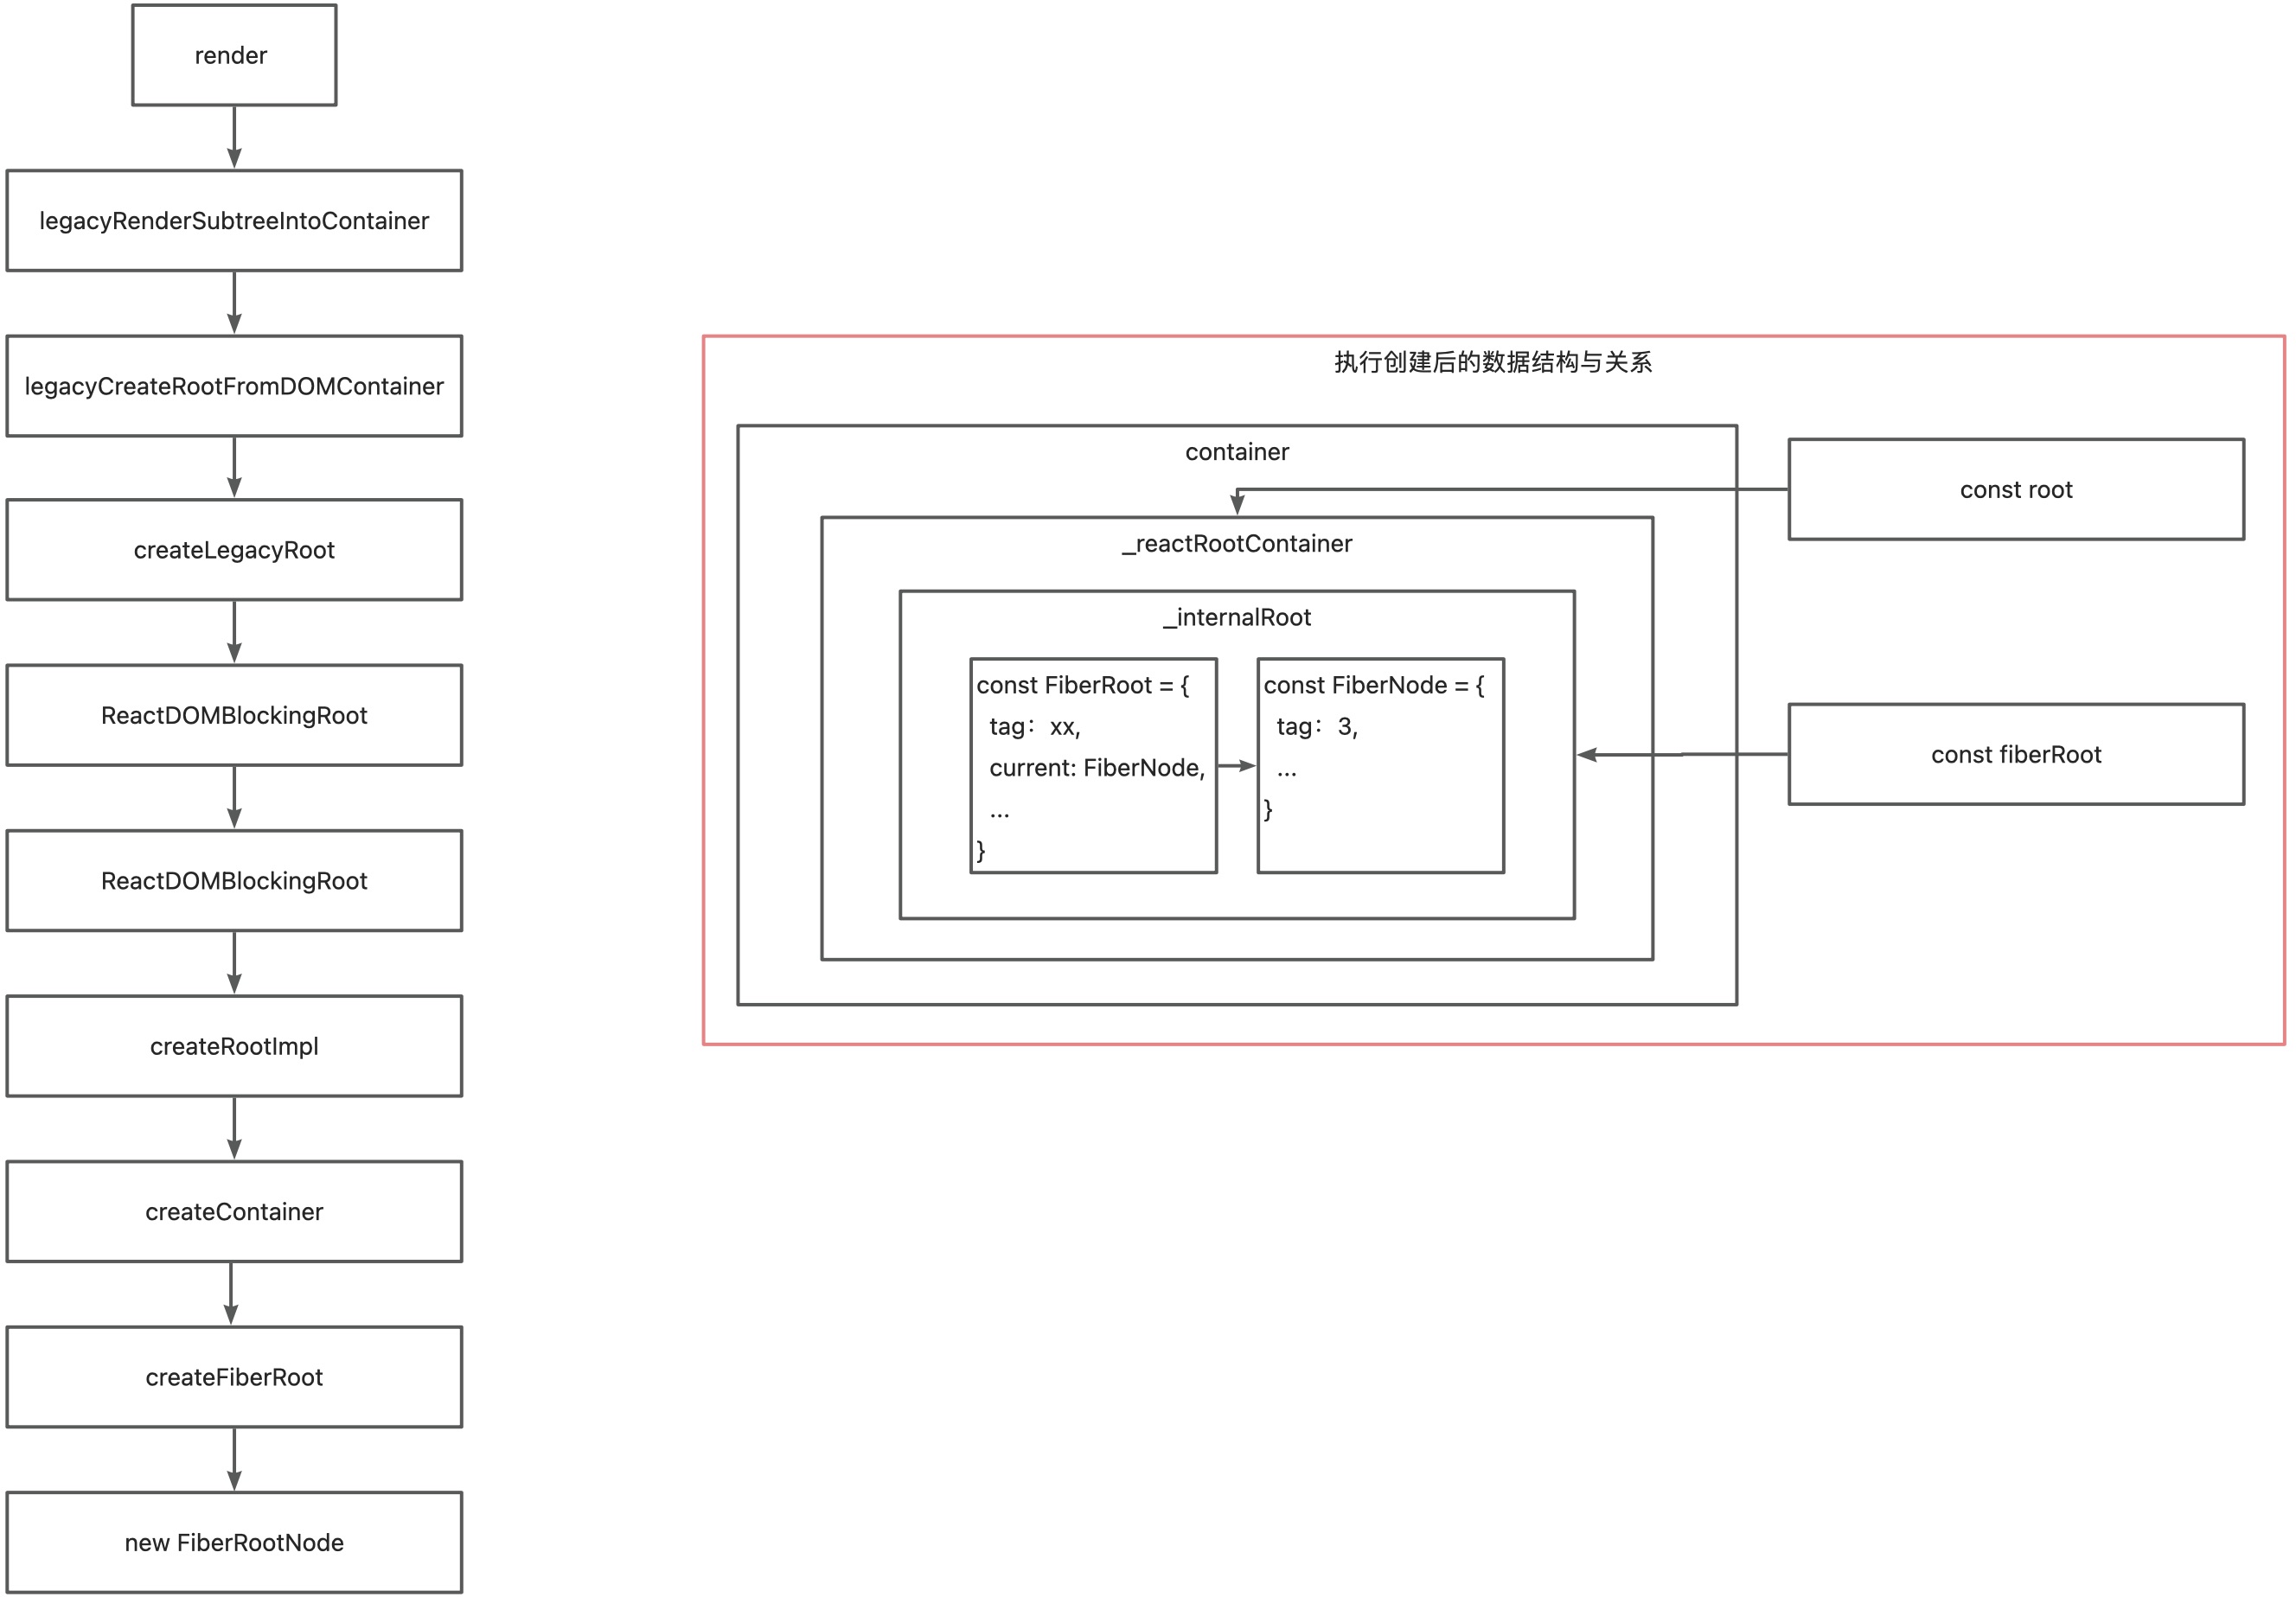 render
legacyRenderSubtreeIntoContainer
legacyCreateRootFromDOMContainer
createLegacyRoot
ReactDOMBlockingRoot
ReactDOMBlockingRoot
createRootImpl
createContainer
createFiberRoot
new FiberRootNode
执行创建后的数据结构与关系
container
_reactRootContainer
_internalRoot
const FiberRoot = {
tag：xx,
current: FiberNode,
...
}
const FiberNode = {
tag：3,
...
}
const root
const fiberRoot